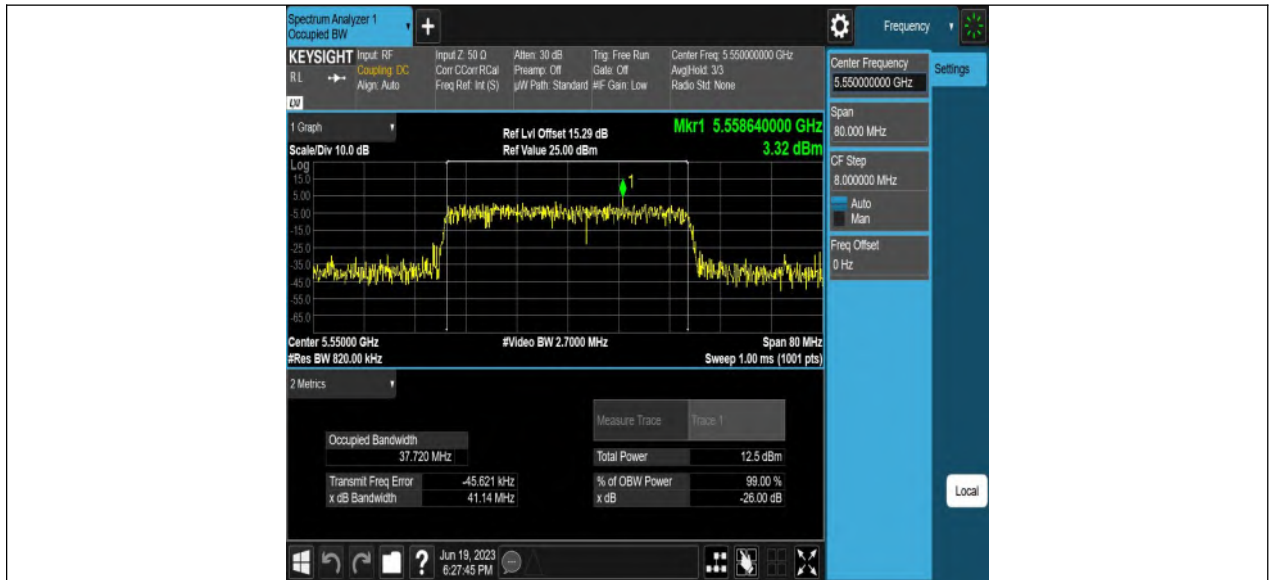 Spectrum Analyzer 1
Occupied BW
+
Frequency
KEYSIGHT
RL
LXI
Input: RF
Coupling: DC
Align: Auto
Input Z: 50 Ω
Corr CCorr RCal
Freq Ref: Int (S)
Atten: 30 dB
Preamp: Off
µW Path: Standard
Trig: Free Run
Gate: Off
#IF Gain: Low
Center Freq: 5.550000000 GHz
Avg|Hold: 3/3
Radio Std: None
Center Frequency
5.550000000 GHz
Settings
Span
80.000 MHz
CF Step
8.000000 MHz
Auto
Man
Freq Offset
0 Hz
Local
1 Graph
Scale/Div 10.0 dB
Ref Lvl Offset 15.29 dB
Ref Value 25.00 dBm
Mkr1 5.558640000 GHz
3.32 dBm
Log
15.0
5.00
-5.00
-15.0
-25.0
-35.0
-45.0
-55.0
-65.0
1
Center 5.55000 GHz
#Video BW 2.7000 MHz
Span 80 MHz
#Res BW 820.00 kHz
Sweep 1.00 ms (1001 pts)
2 Metrics
Measure Trace Trace 1
Occupied Bandwidth
37.720 MHz
Total Power 12.5 dBm
Transmit Freq Error -45.621 kHz
% of OBW Power 99.00 %
x dB Bandwidth 41.14 MHz
x dB -26.00 dB
?
Jun 19, 2023
6:27:45 PM